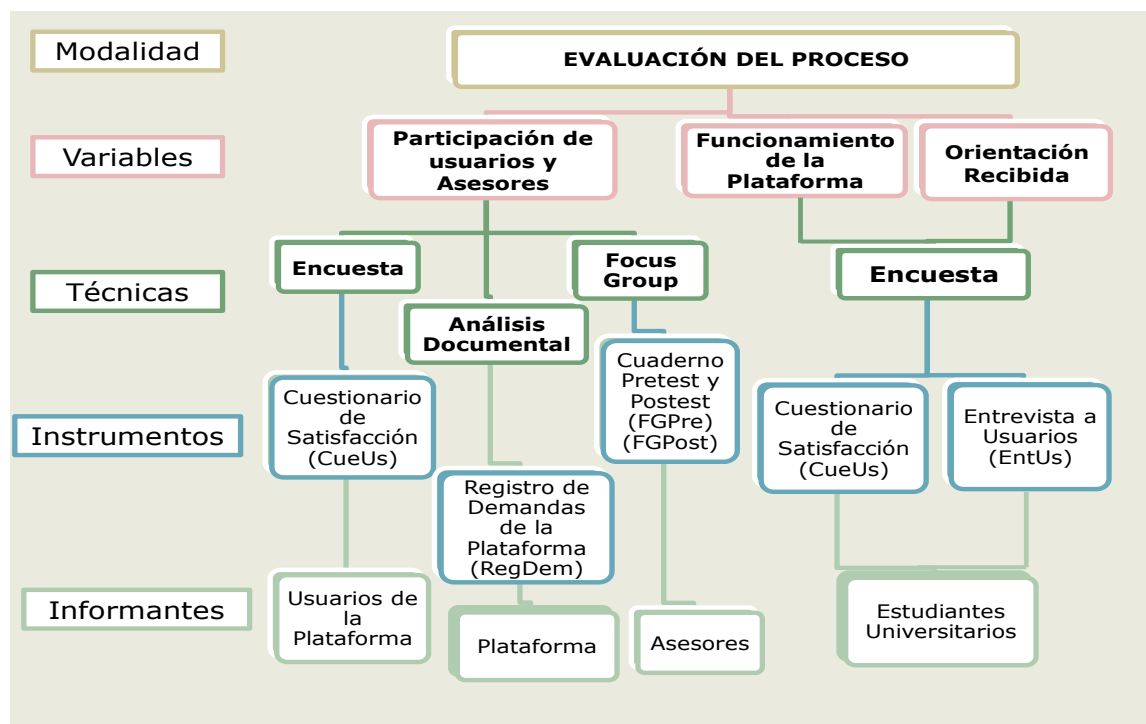 Modalidad
EVALUACIÓN DEL PROCESO
Variables
Participación de
usuarios y
Asesores
Funcionamiento
de la
Plataforma
Orientación
Recibida
Técnicas
Encuesta
Análisis
Documental
Focus
Group
Encuesta
Instrumentos
Cuestionario
de
Satisfacción
(CueUs)
Registro de
Demandas
de la
Plataforma
(RegDem)
Cuaderno
Pretest y
Postest
(FGPre)
(FGPost)
Cuestionario
de
Satisfacción
(CueUs)
Entrevista a
Usuarios
(EntUs)
Informantes
Usuarios de
la
Plataforma
Plataforma
Asesores
Estudiantes
Universitarios